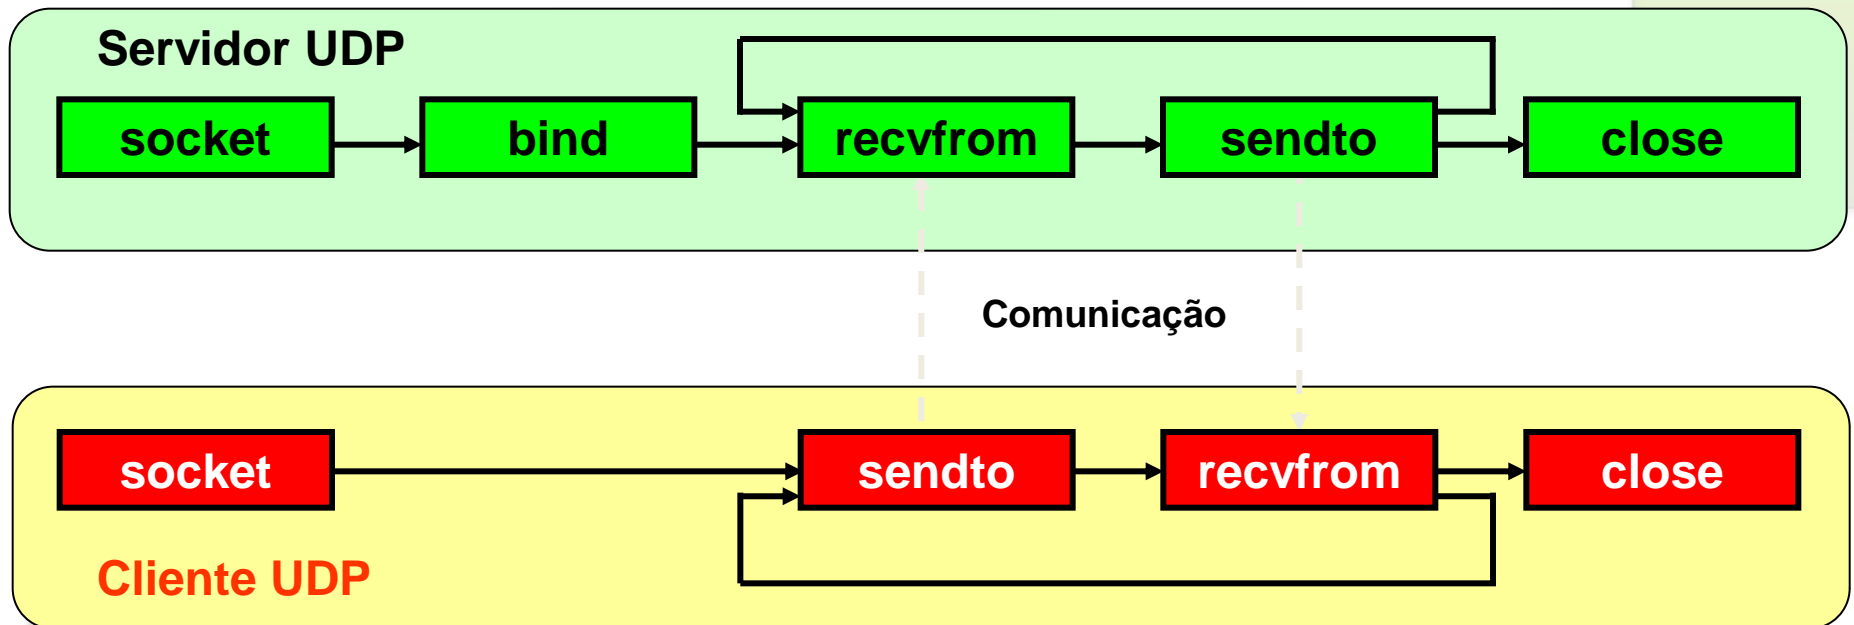 Servidor UDP
socket bind recvfrom sendto close
Comunicação
socket sendto recvfrom close
Cliente UDP